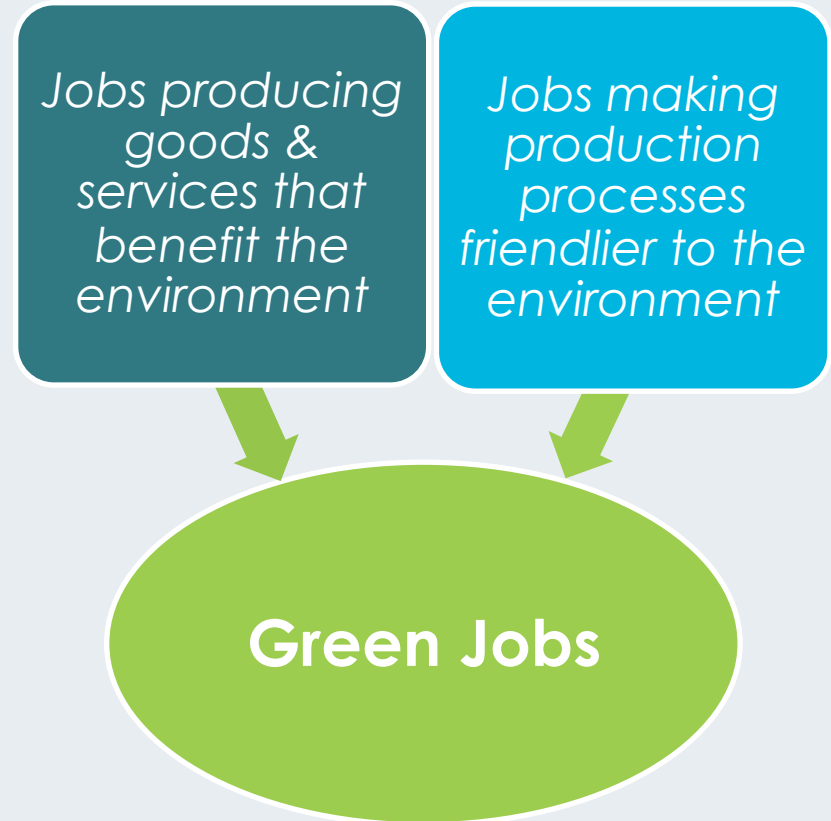 Jobs producing
goods &
services that
benefit the
environment
Jobs making
production
processes
friendlier to the
environment
Green Jobs